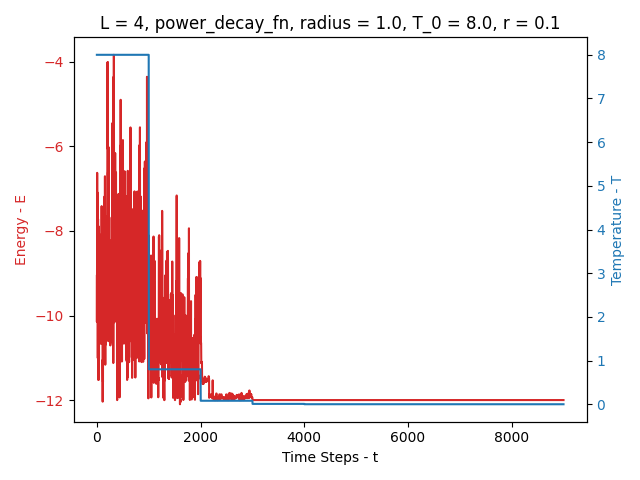 L = 4, power_decay_fn, radius = 1.0, T_0 = 8.0, r = 0.1
−4
−6
−8
−10
−12
Energy - E
8
7
6
5
4
3
2
1
0
Temperature - T
0 2000 4000 6000 8000
Time Steps - t